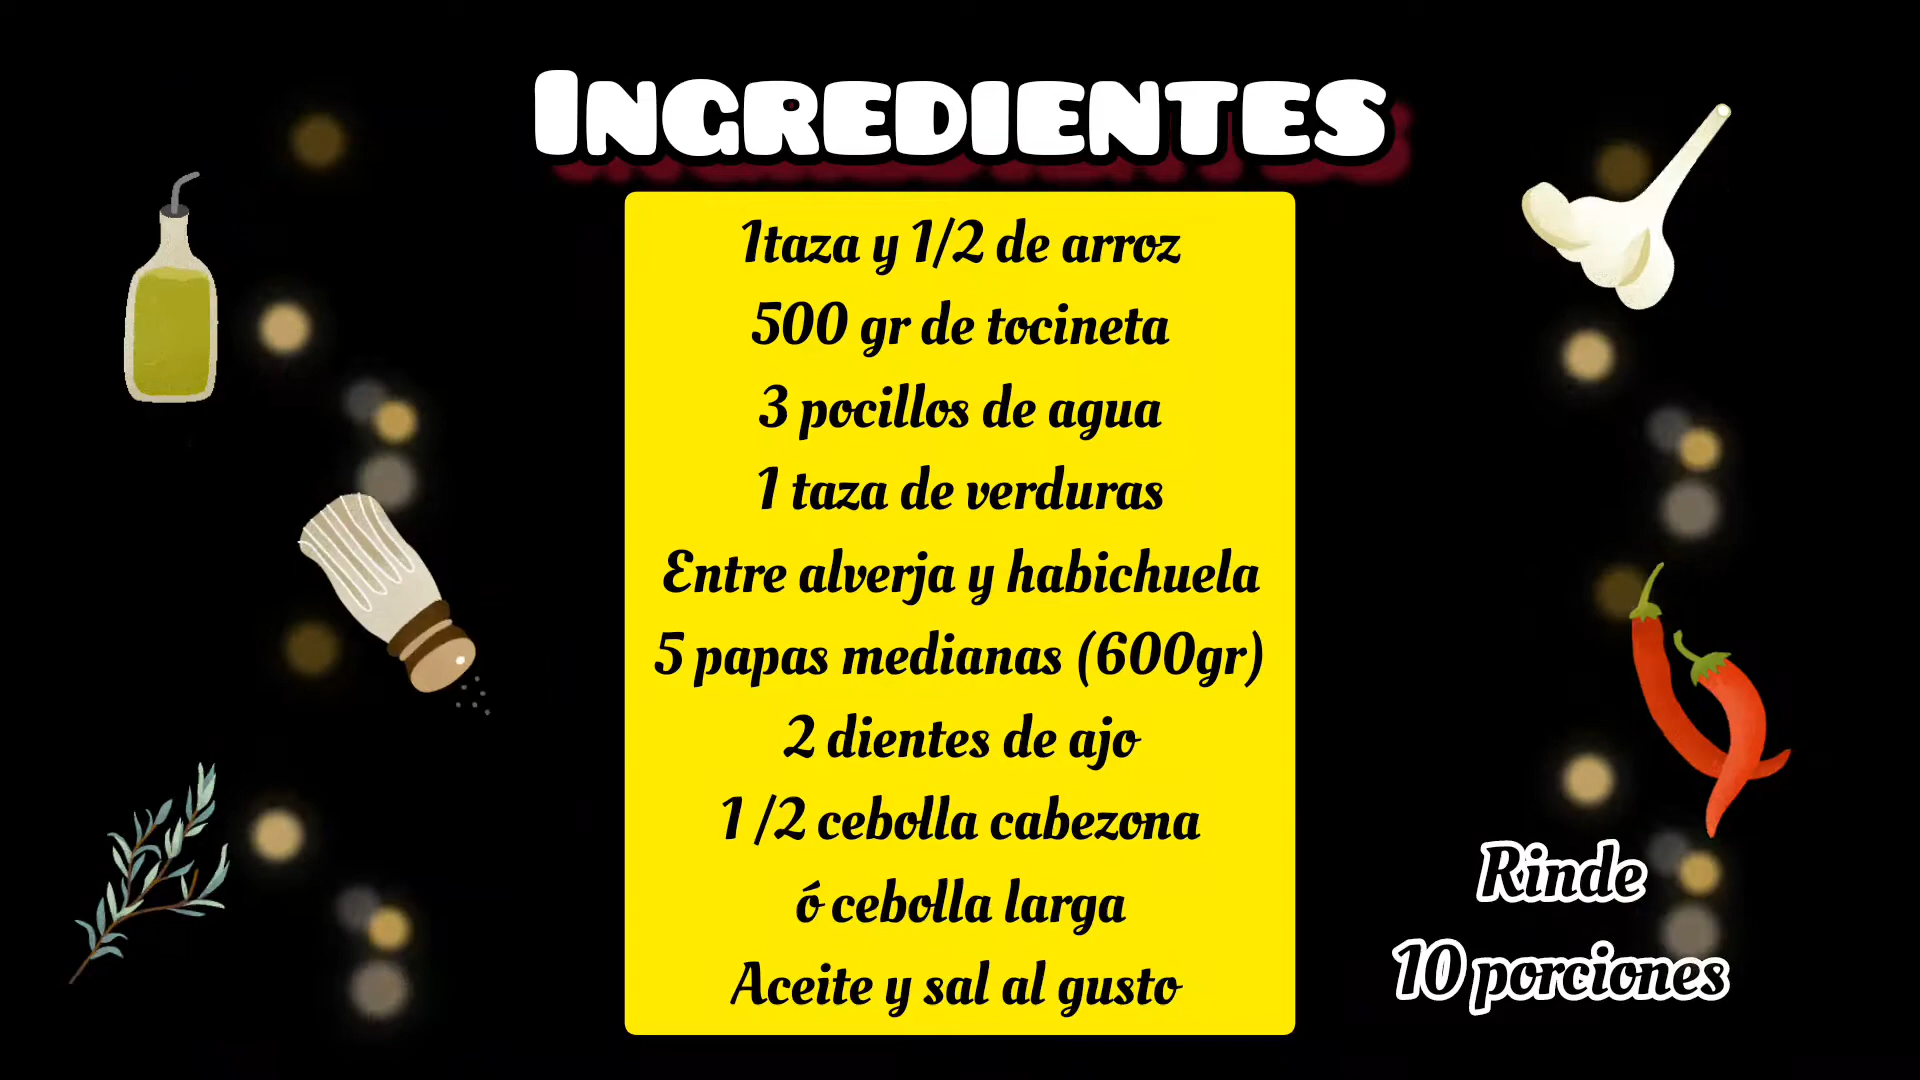 INGREDIENTES
1taza y 1/2 de arroz
500 gr de tocineta
3 pocillos de agua
1 taza de verduras
Entre alverja y habichuela
5 papas medianas (600gr)
2 dientes de ajo
1 /2 cebolla cabezona
ó cebolla larga
Aceite y sal al gusto
Rinde
10 porciones